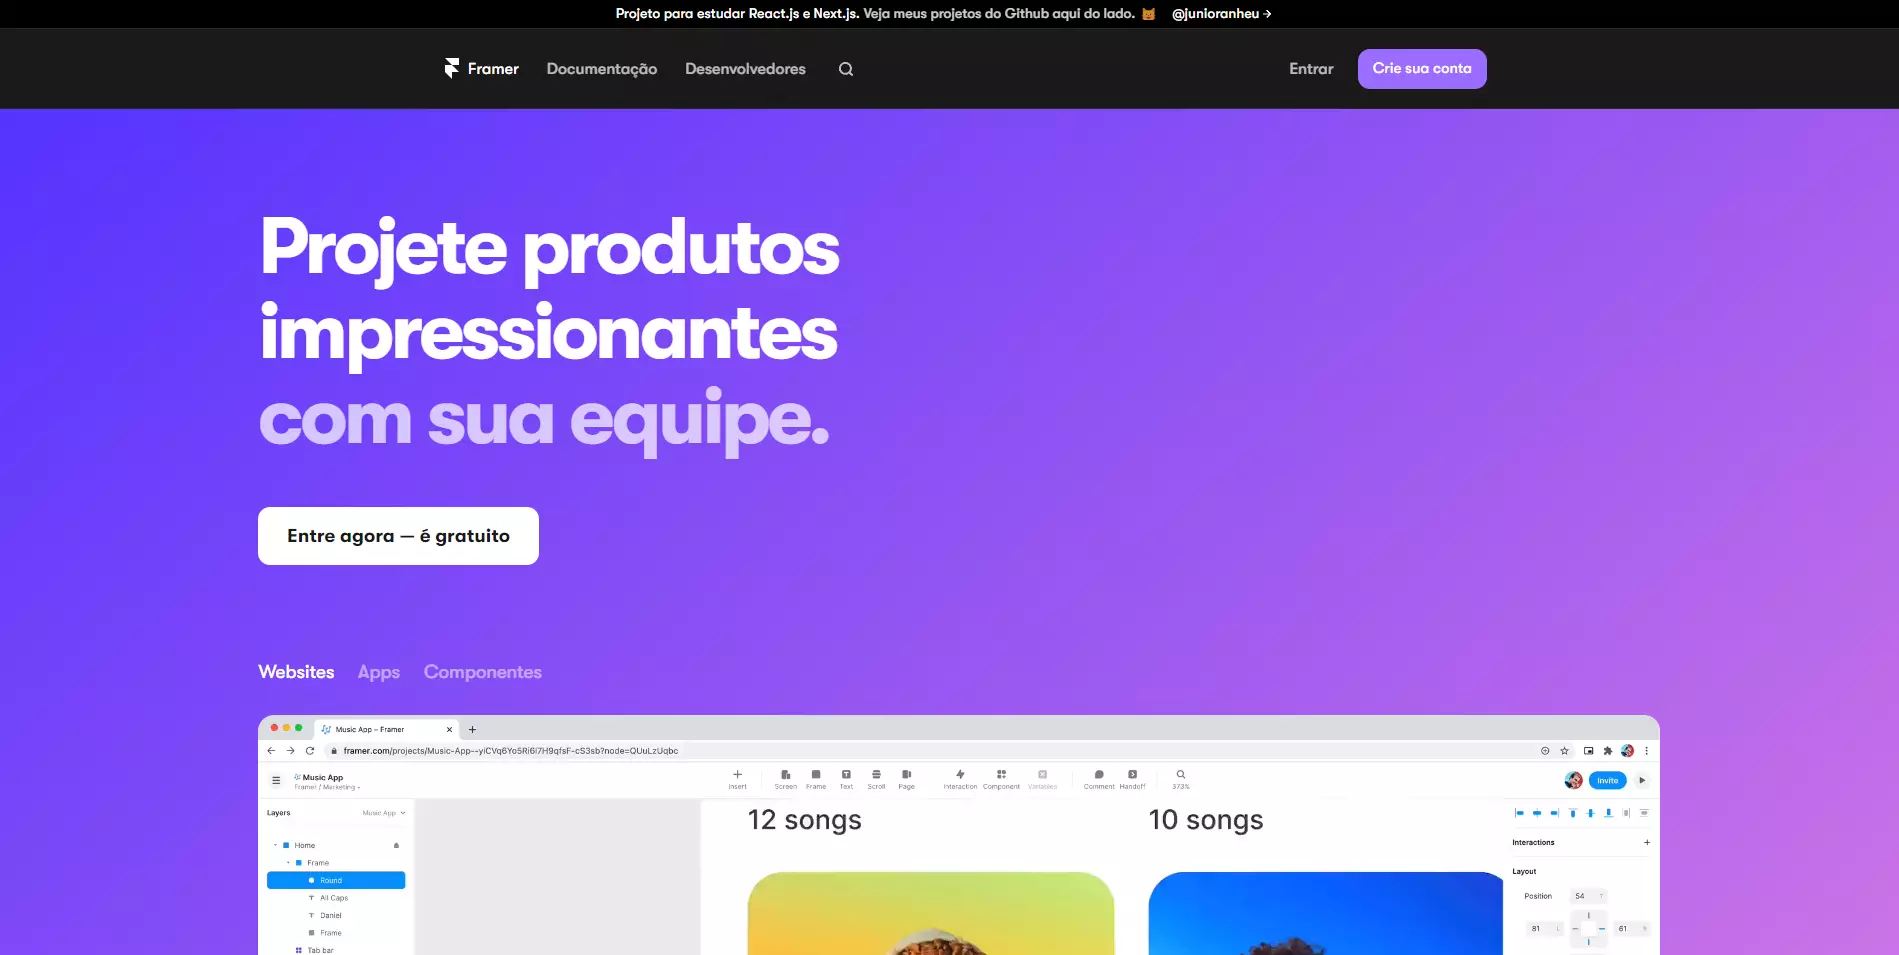 Projeto para estudar React.js e Next.js. Veja meus projetos do Github aqui do lado. @junioranheu →
Framer Documentação Desenvolvedores Entrar Crie sua conta
Projete produtos
impressionantes
com sua equipe.
Entre agora — é gratuito
Websites Apps Componentes
Music App – Framer
framer.com/projects/Music-App--yiCVq6Yo5Ri6I7H9qfsF-cS3sb?node=QUuLzUqbc
Music App
Framer / Marketing
Insert Screen Frame Text Scroll Page Interaction Component Variables Comment Handoff 373%
Invite
Layers Music App
12 songs 10 songs
Interactions
Home
Frame
Layout
Round
All Caps
Position 54
Daniel
Frame
81 61
Tab bar